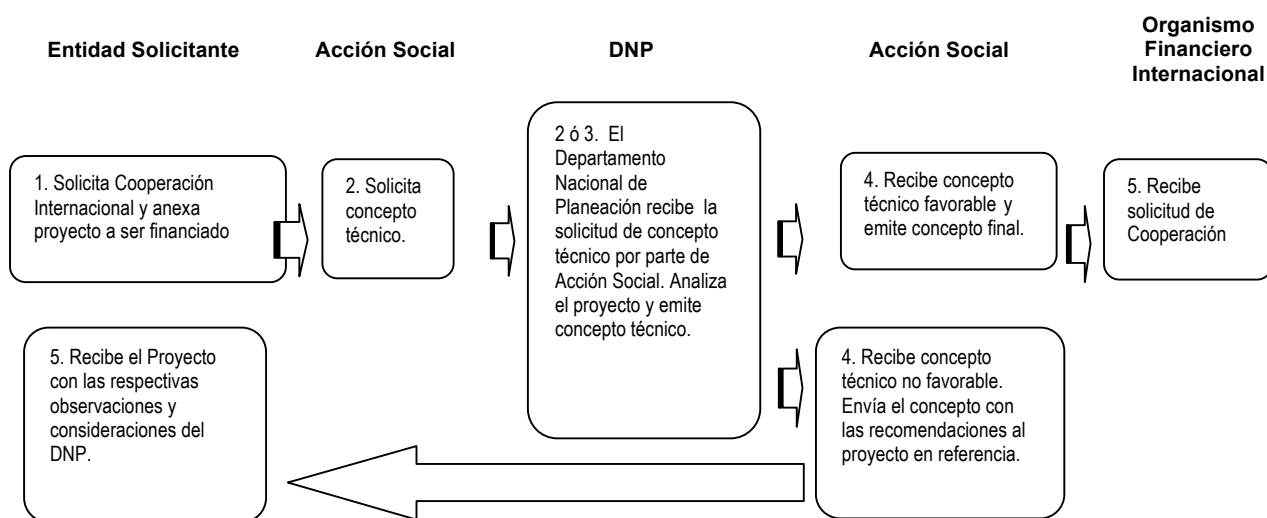 Entidad Solicitante
Acción Social
DNP
Acción Social
Organismo
Financiero
Internacional
1. Solicita Cooperación
Internacional y anexa
proyecto a ser financiado
2. Solicita
concepto
técnico.
2 ó 3. El
Departamento
Nacional de
Planeación recibe la
solicitud de concepto
técnico por parte de
Acción Social. Analiza
el proyecto y emite
concepto técnico.
4. Recibe concepto
técnico favorable y
emite concepto final.
5. Recibe
solicitud de
Cooperación
5. Recibe el Proyecto
con las respectivas
observaciones y
consideraciones del
DNP.
4. Recibe concepto
técnico no favorable.
Envía el concepto con
las recomendaciones al
proyecto en referencia.